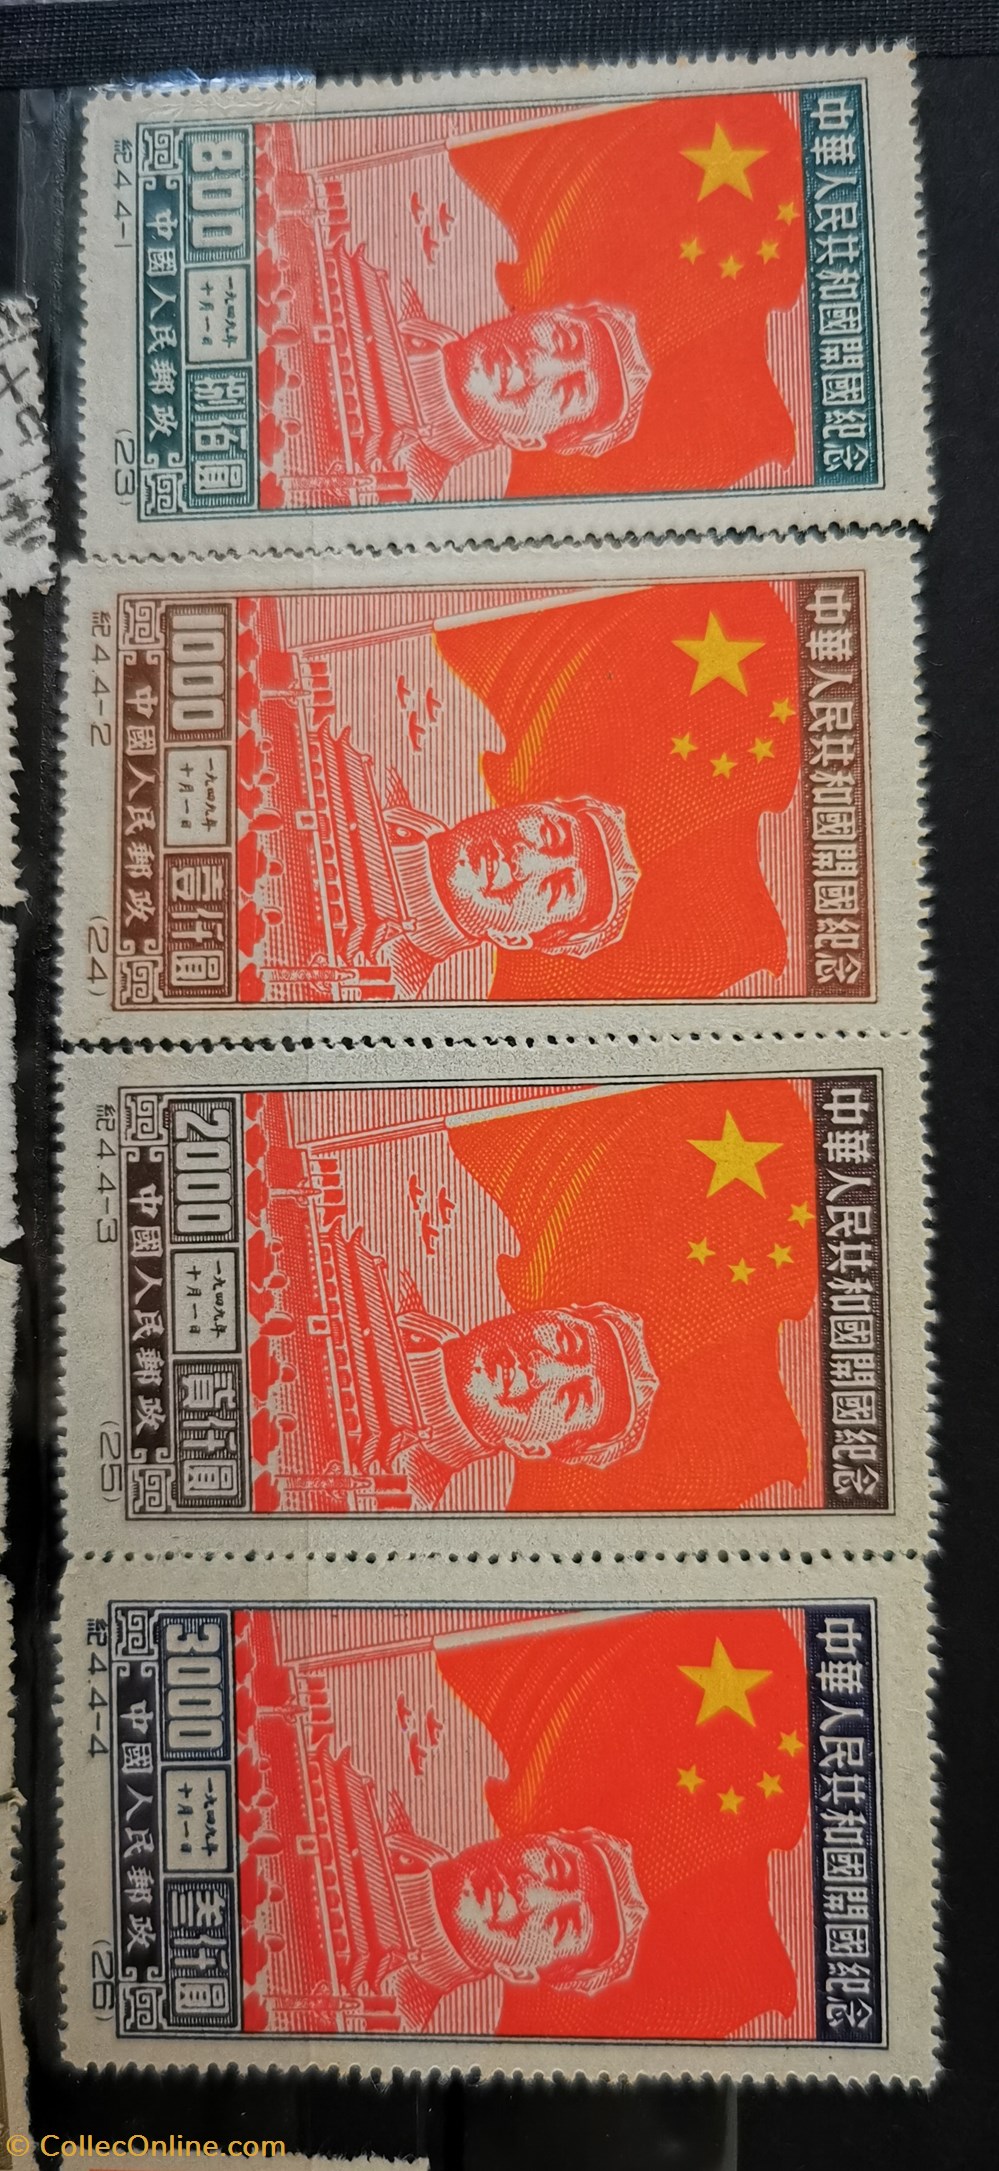 中華人民共和國開國紀念
800
一九四九年
十月一日
捌佰圓
中國人民郵政
紀4.4-1
(23)
中華人民共和國開國紀念
1000
一九四九年
十月一日
壹仟圓
中國人民郵政
紀4.4-2
(24)
中華人民共和國開國紀念
2000
一九四九年
十月一日
貳仟圓
中國人民郵政
紀4.4-3
(25)
中華人民共和國開國紀念
3000
一九四九年
十月一日
叁仟圓
中國人民郵政
紀4.4-4
(26)
© CollecOnline.com